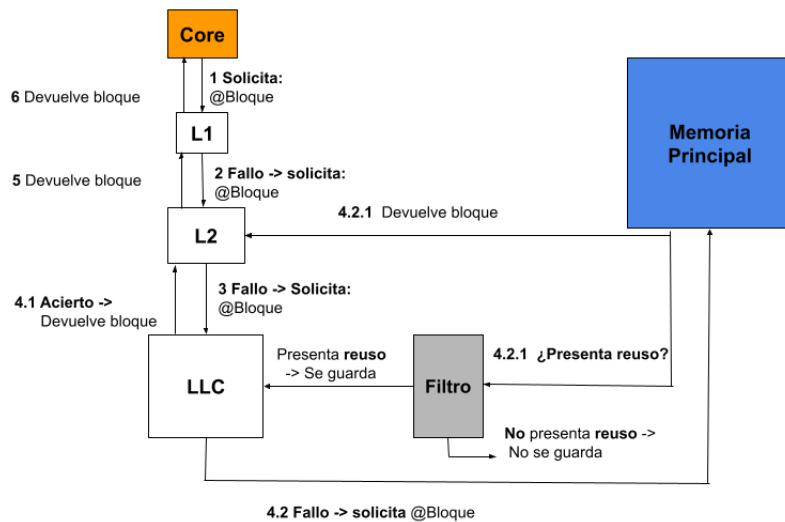 Core
1 Solicita:
@Bloque
6 Devuelve bloque
L1
Memoria
Principal
2 Fallo -> solicita:
@Bloque
5 Devuelve bloque
4.2.1 Devuelve bloque
L2
3 Fallo -> Solicita:
@Bloque
4.1 Acierto ->
Devuelve bloque
4.2.1 ¿Presenta reuso?
Presenta reuso
-> Se guarda
LLC
Filtro
No presenta reuso ->
No se guarda
4.2 Fallo -> solicita @Bloque